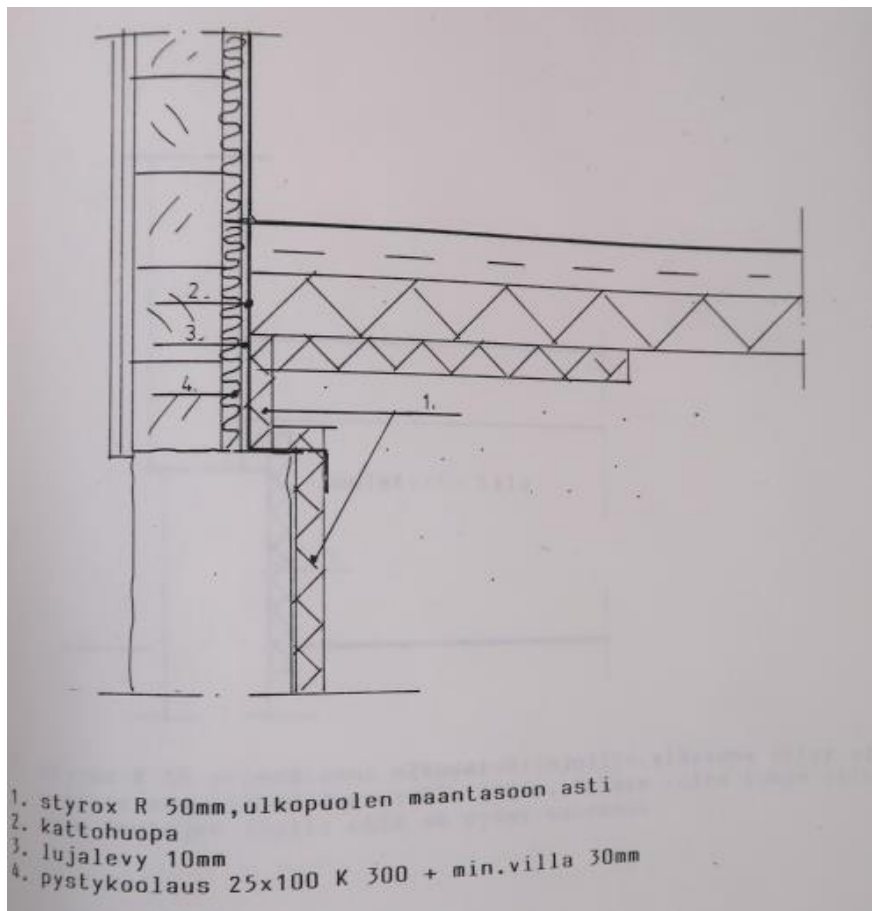 2.
3.
4.
1.
1. styrox R 50mm,ulkopuolen maantasoon asti
2. kattohuopa
3. lujalevy 10mm
4. pystykoolaus 25x100 K 300 + min.villa 30mm